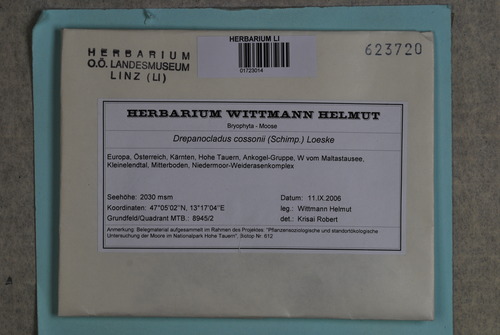 HERBARIUM
O.Ö. LANDESMUSEUM
LINZ (LI)
HERBARIUM LI
01723014
623720
HERBARIUM WITTMANN HELMUT
Bryophyta - Moose
Drepanocladus cossonii (Schimp.) Loeske
Europa, Österreich, Kärnten, Hohe Tauern, Ankogel-Gruppe, W vom Maltastausee,
Kleinelendtal, Mitterboden, Niedermoor-Weiderasenkomplex
Seehöhe: 2030 msm
Datum: 11.IX.2006
Koordinaten: 47°05'02''N, 13°17'04''E
leg.: Wittmann Helmut
Grundfeld/Quadrant MTB.: 8945/2
det.: Krisai Robert
Anmerkung: Belegmaterial aufgesammelt im Rahmen des Projektes: "Pflanzensoziologische und standortökologische
Untersuchung der Moore im Nationalpark Hohe Tauern", Biotop Nr. 612